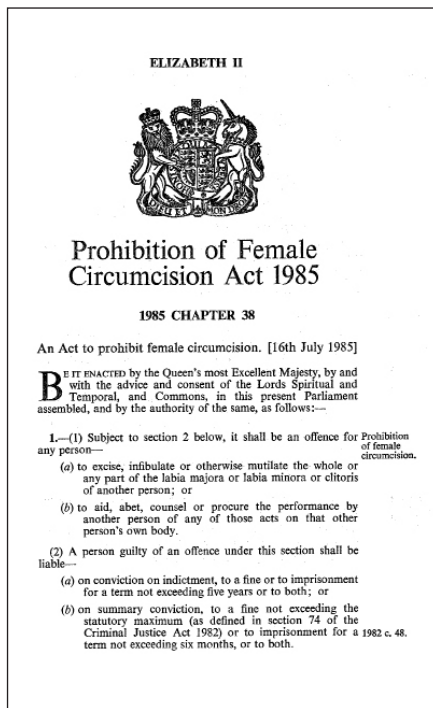 ELIZABETH II
DIEU ET MON DROIT
Prohibition of Female
Circumcision Act 1985
1985 CHAPTER 38
An Act to prohibit female circumcision. [16th July 1985]
BE IT ENACTED by the Queen's most Excellent Majesty, by and
with the advice and consent of the Lords Spiritual and
Temporal, and Commons, in this present Parliament
assembled, and by the authority of the same, as follows:—
1.—(1) Subject to section 2 below, it shall be an offence for
any person—
Prohibition
of female
circumcision.
(a) to excise, infibulate or otherwise mutilate the whole or
any part of the labia majora or labia minora or clitoris
of another person; or
(b) to aid, abet, counsel or procure the performance by
another person of any of those acts on that other
person's own body.
(2) A person guilty of an offence under this section shall be
liable—
(a) on conviction on indictment, to a fine or to imprisonment
for a term not exceeding five years or to both; or
(b) on summary conviction, to a fine not exceeding the
statutory maximum (as defined in section 74 of the
Criminal Justice Act 1982) or to imprisonment for a
term not exceeding six months, or to both.
1982 c. 48.